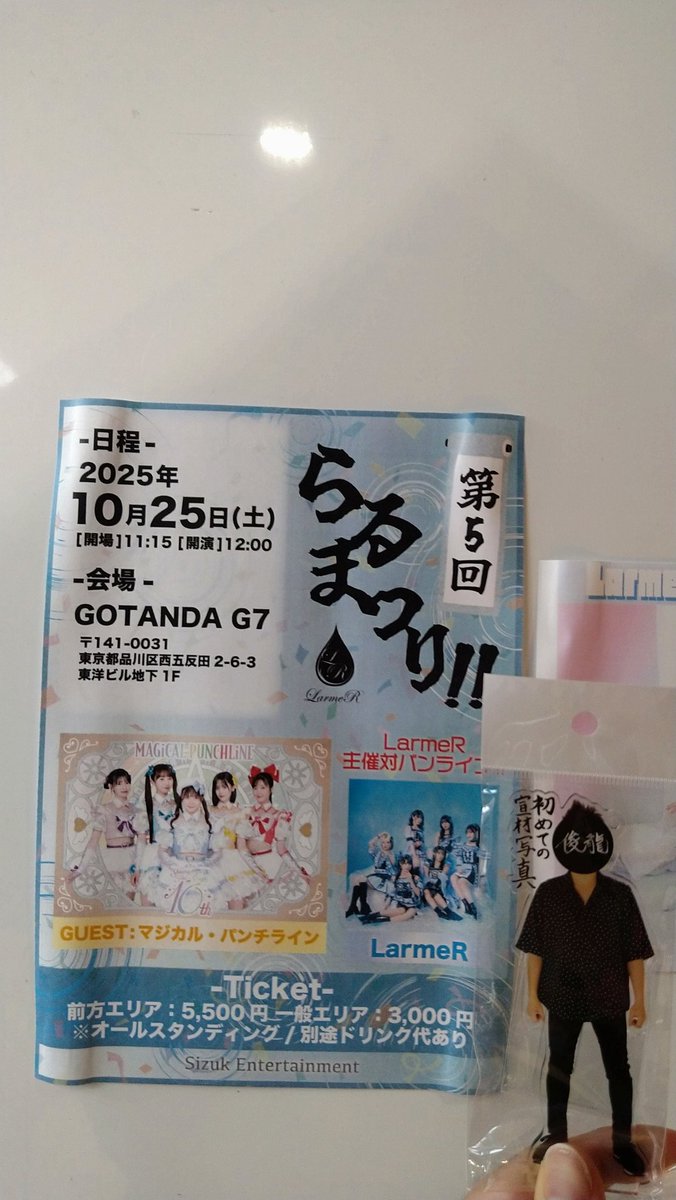 -日程-
2025年
10月25日(土)
[開場]11:15 [開演]12:00
-会場-
GOTANDA G7
〒141-0031
東京都品川区西五反田2-6-3
東洋ビル地下1F
第5回
らる
まつり!!
LR
LarmeR
MAGiCAL PUNCHLiNE
10th
GUEST:マジカル・パンチライン
LarmeR
主催対バンライブ
LarmeR
-Ticket-
前方エリア:5,500円 一般エリア:3,000円
※オールスタンディング/別途ドリンク代あり
Sizuk Entertainment
Larme
初めての
宣材写真
俊龍